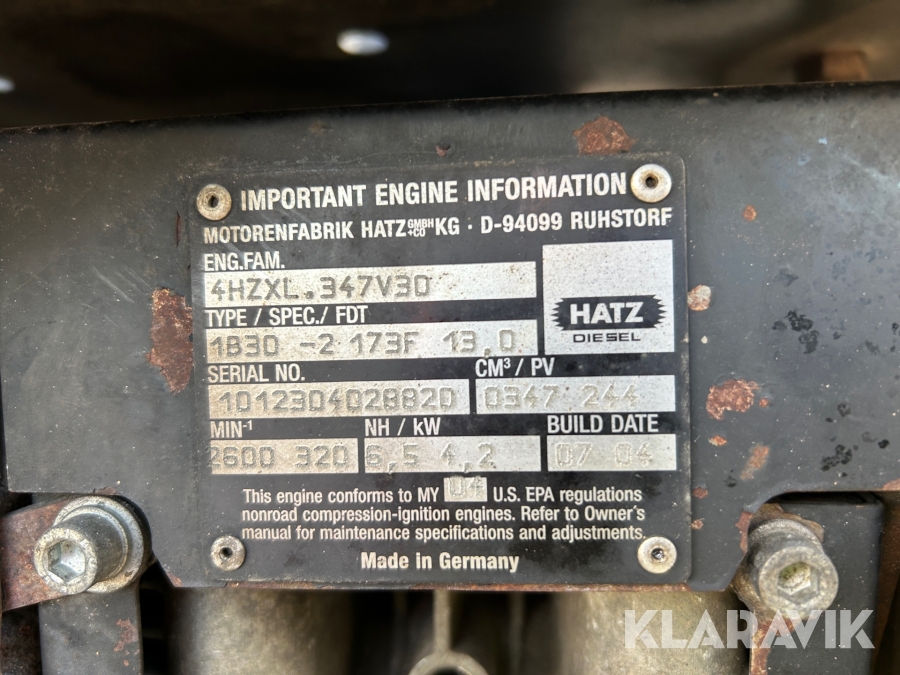 IMPORTANT ENGINE INFORMATION
MOTORENFABRIK HATZ GMBH +CO KG · D-94099 RUHSTORF
ENG.FAM.
4HZXL.347V3D
HATZ
DIESEL
TYPE / SPEC./ FDT
1B30 -2 173F 13,0
SERIAL NO.
CM³ / PV
1012304028820
0347 244
MIN-¹
NH / kW
BUILD DATE
2600 320
6,5 4,2
07 04
This engine conforms to MY 04 U.S. EPA regulations
nonroad compression-ignition engines. Refer to Owner's
manual for maintenance specifications and adjustments.
Made in Germany
KLARAVIK